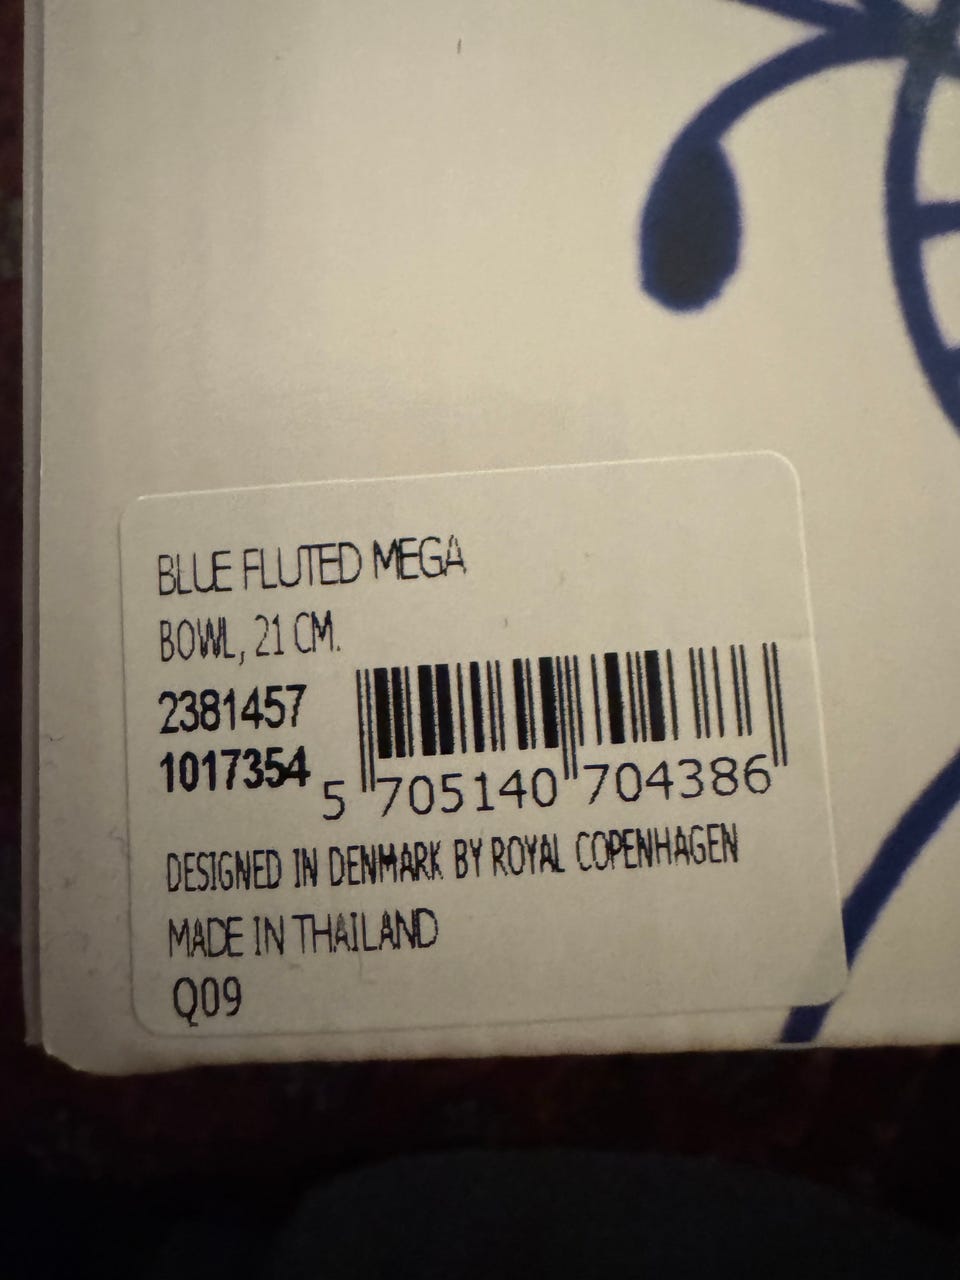 BLUE FLUTED MEGA
BOWL, 21 CM.
2381457
1017354
5 705140 704386
DESIGNED IN DENMARK BY ROYAL COPENHAGEN
MADE IN THAILAND
Q09